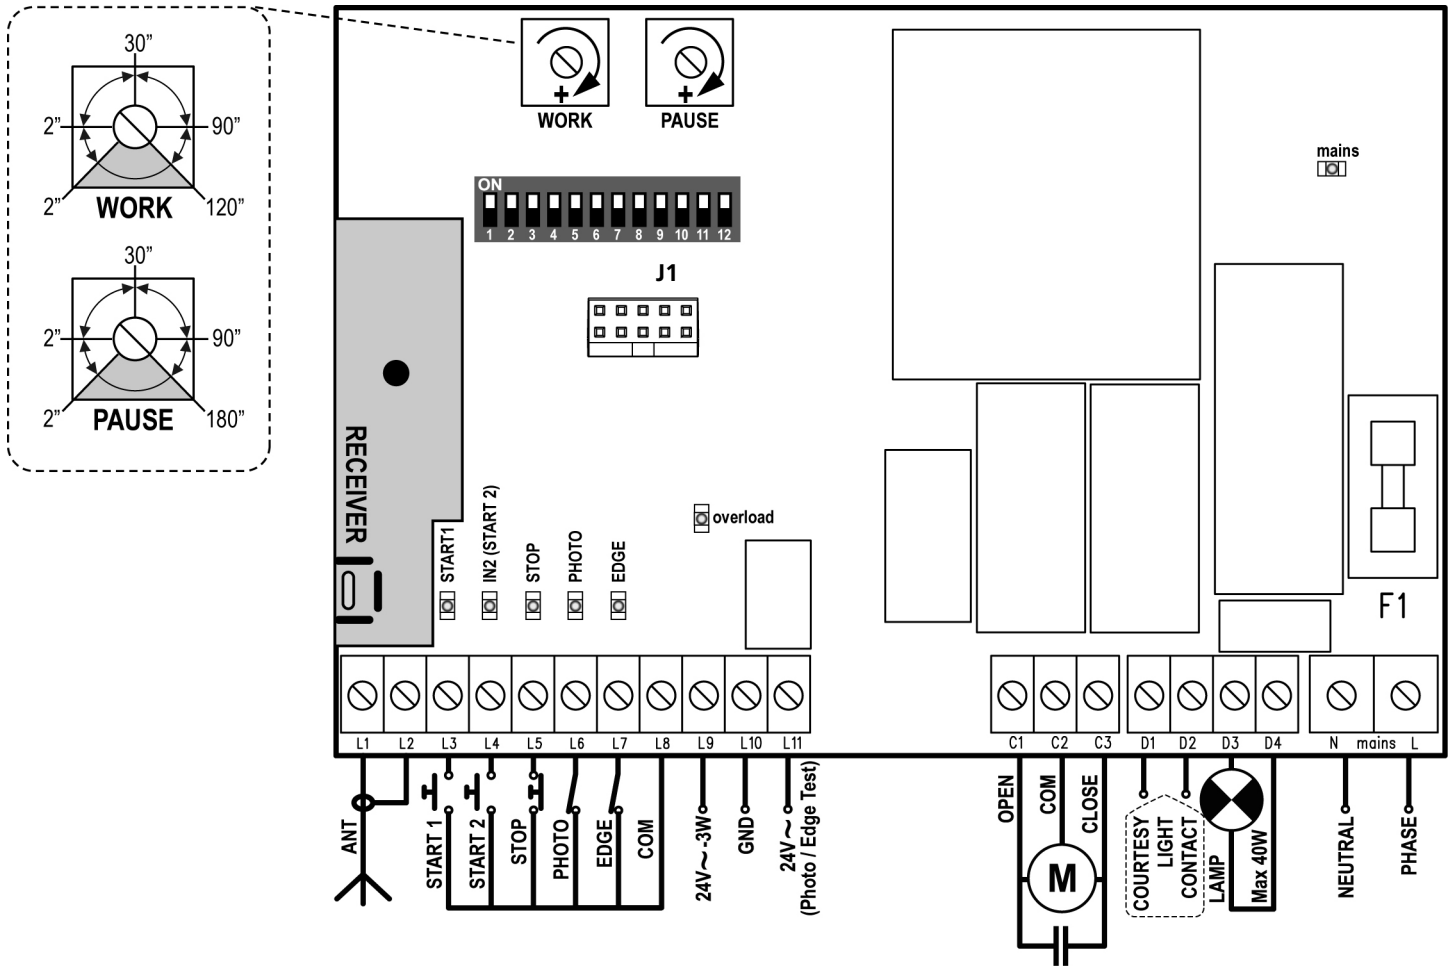 30”
2”
90”
2”
WORK
120”
30”
2”
90”
2”
PAUSE
180”
+
WORK
+
PAUSE
mains
ON
1 2 3 4 5 6 7 8 9 10 11 12
J1
RECEIVER
overload
START1
IN2 (START 2)
STOP
PHOTO
EDGE
F1
L1 L2 L3 L4 L5 L6 L7 L8 L9 L10 L11
C1 C2 C3 D1 D2 D3 D4 N mains L
ANT
START 1
START 2
STOP
PHOTO
EDGE
COM
24V~-3W
GND
24V~
(Photo / Edge Test)
OPEN
COM
CLOSE
M
COURTESY
LIGHT
CONTACT
LAMP
Max 40W
NEUTRAL
PHASE